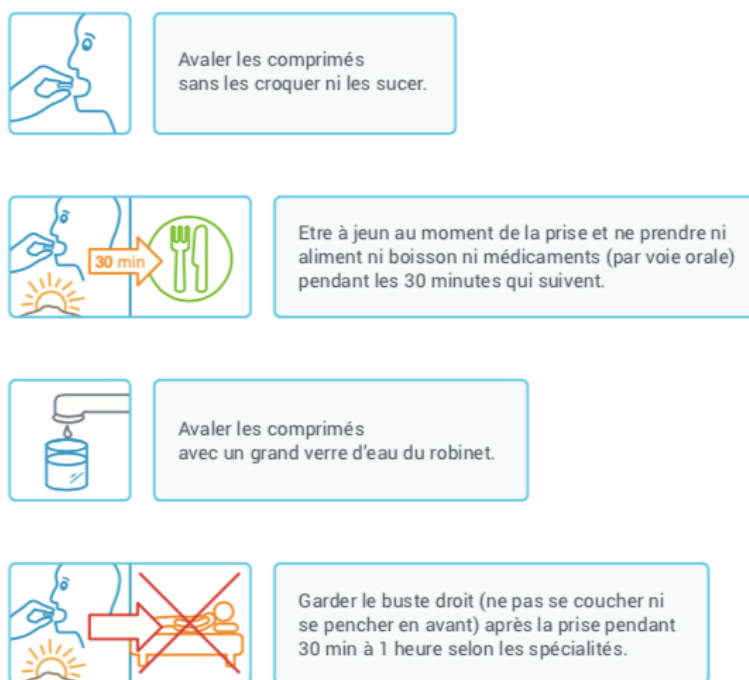 Avaler les comprimés
sans les croquer ni les sucer.
30 min
Etre à jeun au moment de la prise et ne prendre ni
aliment ni boisson ni médicaments (par voie orale)
pendant les 30 minutes qui suivent.
Avaler les comprimés
avec un grand verre d'eau du robinet.
Garder le buste droit (ne pas se coucher ni
se pencher en avant) après la prise pendant
30 min à 1 heure selon les spécialités.